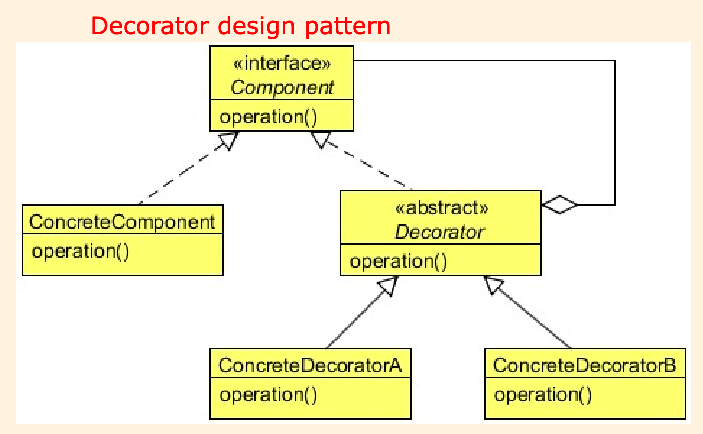 Decorator design pattern
«interface»
Component
operation()
ConcreteComponent
operation()
«abstract»
Decorator
operation()
ConcreteDecoratorA
operation()
ConcreteDecoratorB
operation()